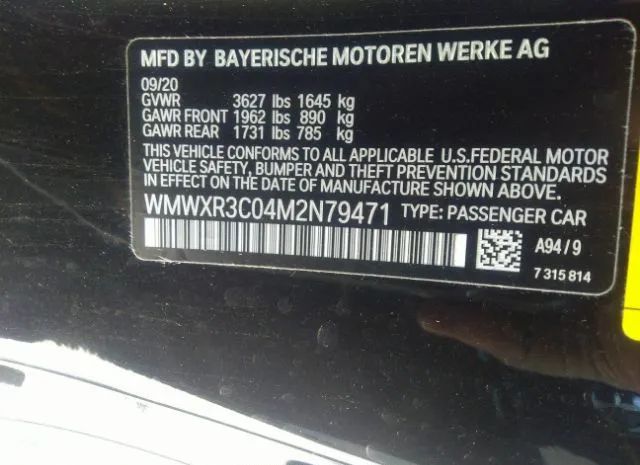 MFD BY BAYERISCHE MOTOREN WERKE AG
09/20
GVWR 3627 lbs 1645 kg
GAWR FRONT 1962 lbs 890 kg
GAWR REAR 1731 lbs 785 kg
THIS VEHICLE CONFORMS TO ALL APPLICABLE U.S.FEDERAL MOTOR
VEHICLE SAFETY, BUMPER AND THEFT PREVENTION STANDARDS
IN EFFECT ON THE DATE OF MANUFACTURE SHOWN ABOVE.
WMWXR3C04M2N79471 TYPE: PASSENGER CAR
A94/9
7 315 814